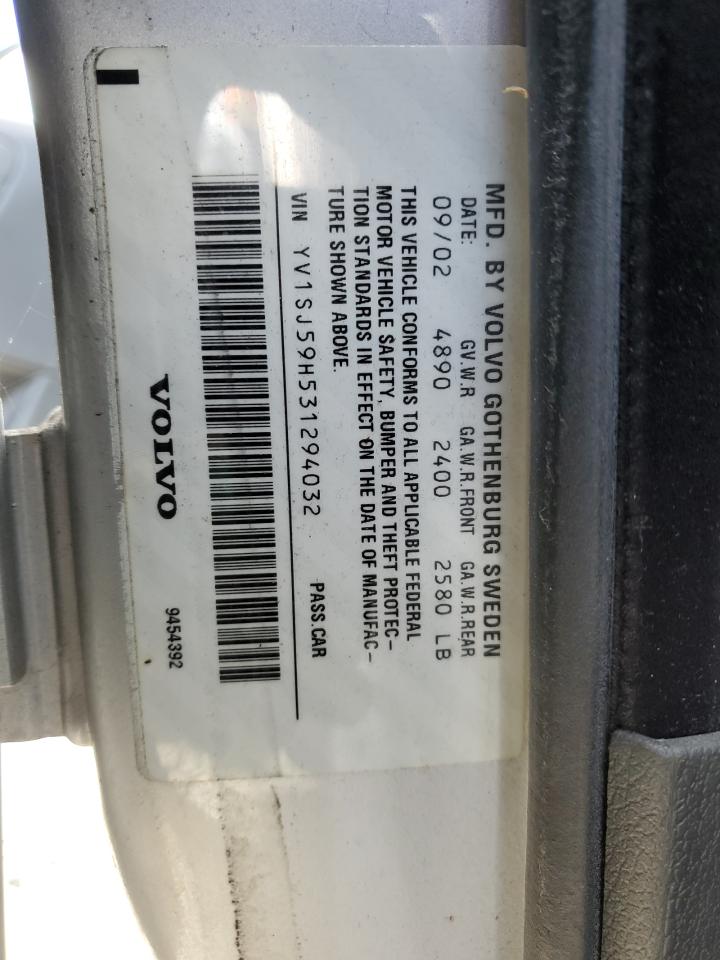 MFD. BY VOLVO GOTHENBURG SWEDEN
DATE: GV.W.R GA.W.R.FRONT GA.W.R.REAR
09/02 4890 2400 2580 LB
THIS VEHICLE CONFORMS TO ALL APPLICABLE FEDERAL
MOTOR VEHICLE SAFETY, BUMPER AND THEFT PROTEC–
TION STANDARDS IN EFFECT ON THE DATE OF MANUFAC–
TURE SHOWN ABOVE.
VIN YV1SJ59H531294032 PASS.CAR
VOLVO 9454392